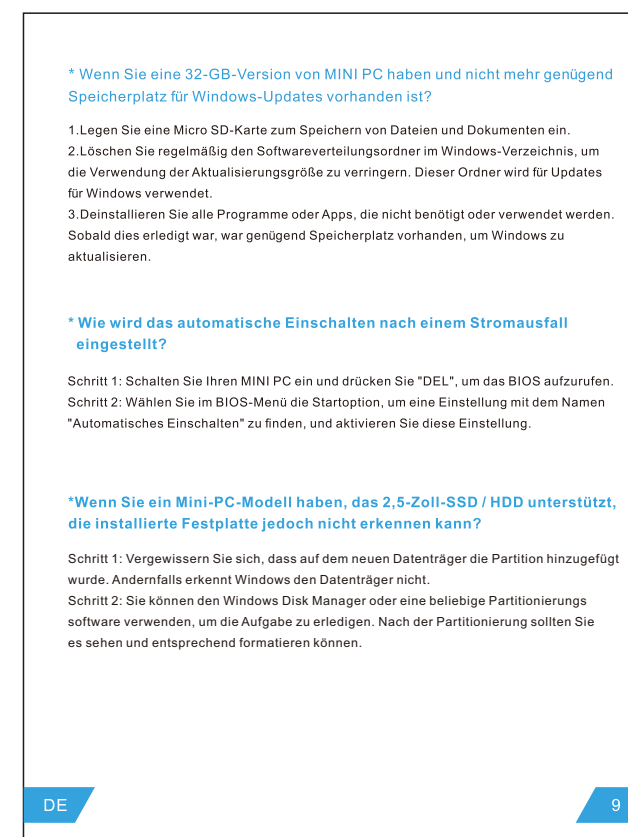 * Wenn Sie eine 32-GB-Version von MINI PC haben und nicht mehr genügend
Speicherplatz für Windows-Updates vorhanden ist?
1.Legen Sie eine Micro SD-Karte zum Speichern von Dateien und Dokumenten ein.
2.Löschen Sie regelmäßig den Softwareverteilungsordner im Windows-Verzeichnis, um
die Verwendung der Aktualisierungsgröße zu verringern. Dieser Ordner wird für Updates
für Windows verwendet.
3.Deinstallieren Sie alle Programme oder Apps, die nicht benötigt oder verwendet werden.
Sobald dies erledigt war, war genügend Speicherplatz vorhanden, um Windows zu
aktualisieren.
* Wie wird das automatische Einschalten nach einem Stromausfall
eingestellt?
Schritt 1: Schalten Sie Ihren MINI PC ein und drücken Sie "DEL", um das BIOS aufzurufen.
Schritt 2: Wählen Sie im BIOS-Menü die Startoption, um eine Einstellung mit dem Namen
"Automatisches Einschalten" zu finden, und aktivieren Sie diese Einstellung.
*Wenn Sie ein Mini-PC-Modell haben, das 2,5-Zoll-SSD / HDD unterstützt,
die installierte Festplatte jedoch nicht erkennen kann?
Schritt 1: Vergewissern Sie sich, dass auf dem neuen Datenträger die Partition hinzugefügt
wurde. Andernfalls erkennt Windows den Datenträger nicht.
Schritt 2: Sie können den Windows Disk Manager oder eine beliebige Partitionierungs
software verwenden, um die Aufgabe zu erledigen. Nach der Partitionierung sollten Sie
es sehen und entsprechend formatieren können.
DE
9